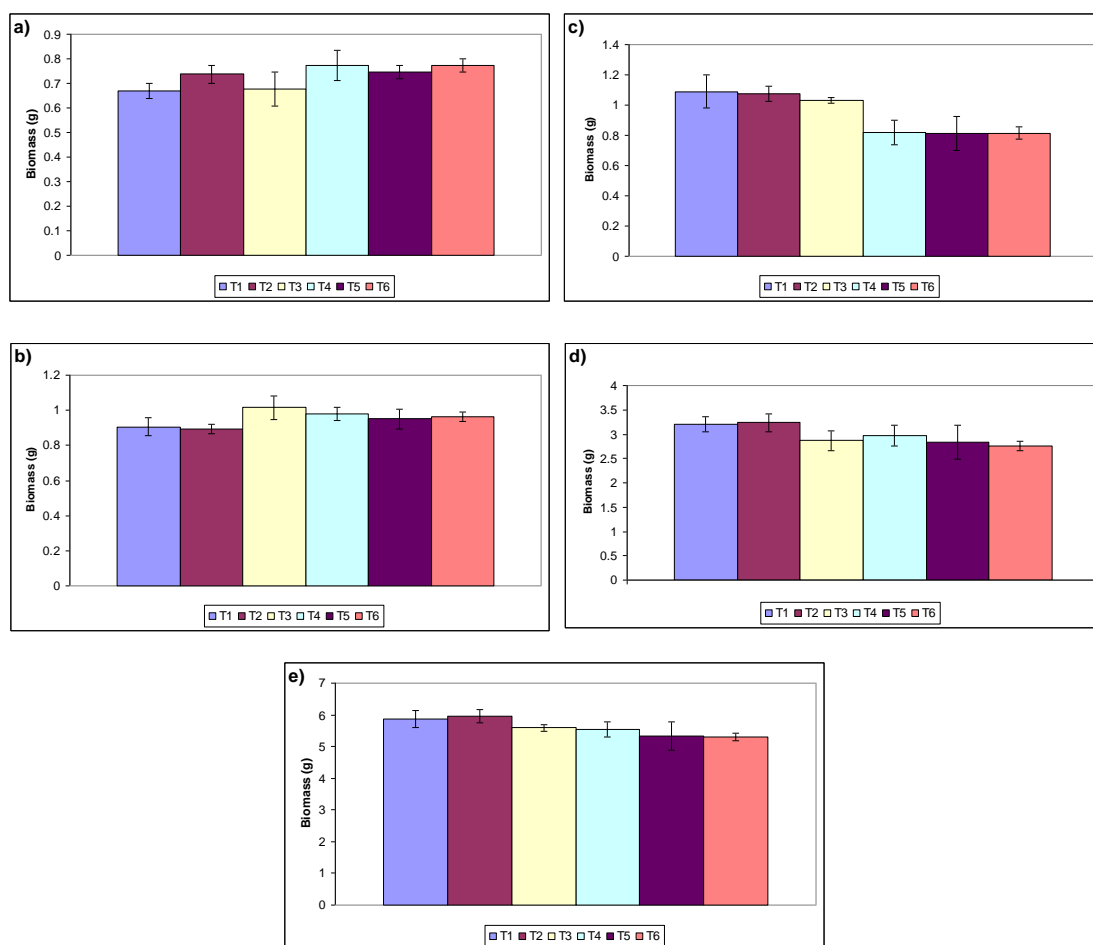 a)
Biomass (g)
0.9
0.8
0.7
0.6
0.5
0.4
0.3
0.2
0.1
0
T1 T2 T3 T4 T5 T6
b)
Biomass (g)
1.2
1
0.8
0.6
0.4
0.2
0
T1 T2 T3 T4 T5 T6
c)
Biomass (g)
1.4
1.2
1
0.8
0.6
0.4
0.2
0
T1 T2 T3 T4 T5 T6
d)
Biomass (g)
4
3.5
3
2.5
2
1.5
1
0.5
0
T1 T2 T3 T4 T5 T6
e)
Biomass (g)
7
6
5
4
3
2
1
0
T1 T2 T3 T4 T5 T6